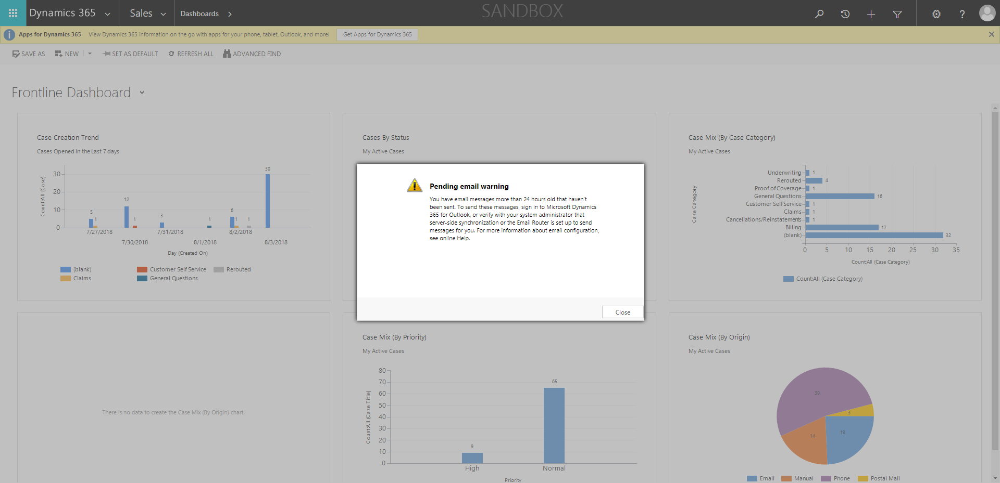 Dynamics 365
Sales
Dashboards
SANDBOX
Apps for Dynamics 365 View Dynamics 365 information on the go with apps for your phone, tablet, Outlook, and more! Get Apps for Dynamics 365
SAVE AS NEW SET AS DEFAULT REFRESH ALL ADVANCED FIND
Frontline Dashboard
Case Creation Trend
Cases Opened in the Last 7 days
Count:All (Case)
30
20
10
0
5
1
12
1
3
1
6
1
1
30
7/27/2018
7/31/2018
8/2/2018
7/30/2018
8/1/2018
8/3/2018
Day (Created On)
(blank)
Customer Self Service
Rerouted
Claims
General Questions
Cases By Status
My Active Cases
Pending email warning
You have email messages more than 24 hours old that haven't
been sent. To send these messages, sign in to Microsoft Dynamics
365 for Outlook, or verify with your system administrator that
server-side synchronization or the Email Router is set up to send
messages for you. For more information about email configuration,
see online Help.
Close
Case Mix (By Case Category)
My Active Cases
Case Category
Underwriting 1
Rerouted 4
Proof of Coverage 1
General Questions 16
Customer Self Service 1
Claims 1
Cancellations/Reinstatements 1
Billing 17
(blank) 32
0 5 10 15 20 25 30 35
Count:All (Case Category)
Count:All (Case Category)
There is no data to create the Case Mix (By Origin) chart.
Case Mix (By Priority)
My Active Cases
Count:All (Case Title)
80
70
60
50
40
30
20
10
0
9
65
High
Normal
Priority
Case Mix (By Origin)
My Active Cases
39
3
18
14
Email
Manual
Phone
Postal Mail